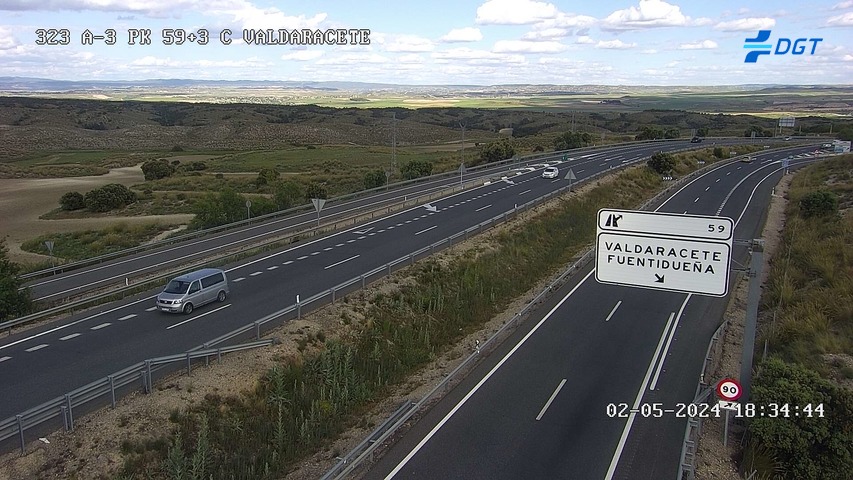 323 A-3 PK 59+3 C VALDARACETE
DGT
59
VALDARACETE
FUENTIDUEÑA
90
02-05-2024 18:34:44